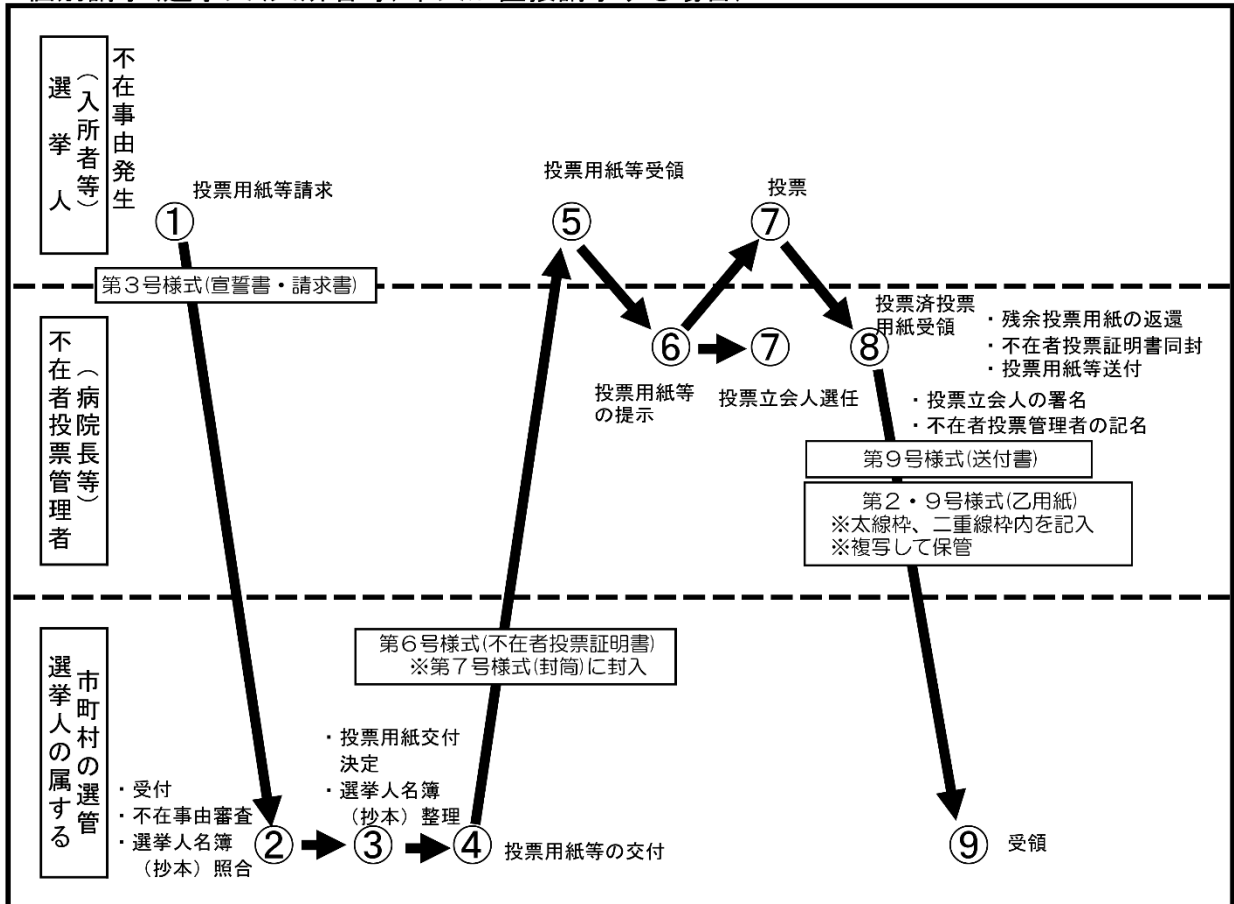 選挙人
（入所者等）
不在事由発生
投票用紙等請求
①
第３号様式(宣誓書・請求書)
投票用紙等受領
⑤
投票
⑦
不在者投票管理者
（病院長等）
⑥
投票用紙等
の提示
⑦
投票立会人選任
投票済投票
用紙受領
⑧
・残余投票用紙の返還
・不在者投票証明書同封
・投票用紙等送付
・投票立会人の署名
・不在者投票管理者の記名
第９号様式(送付書)
第２・９号様式(乙用紙)
※太線枠、二重線枠内を記入
※複写して保管
選挙人の属する
市町村の選管
・受付
・不在事由審査
・選挙人名簿
（抄本）照合
②
・投票用紙交付
決定
・選挙人名簿
（抄本）整理
③
④
投票用紙等の交付
第６号様式(不在者投票証明書)
※第７号様式(封筒)に封入
⑨
受領